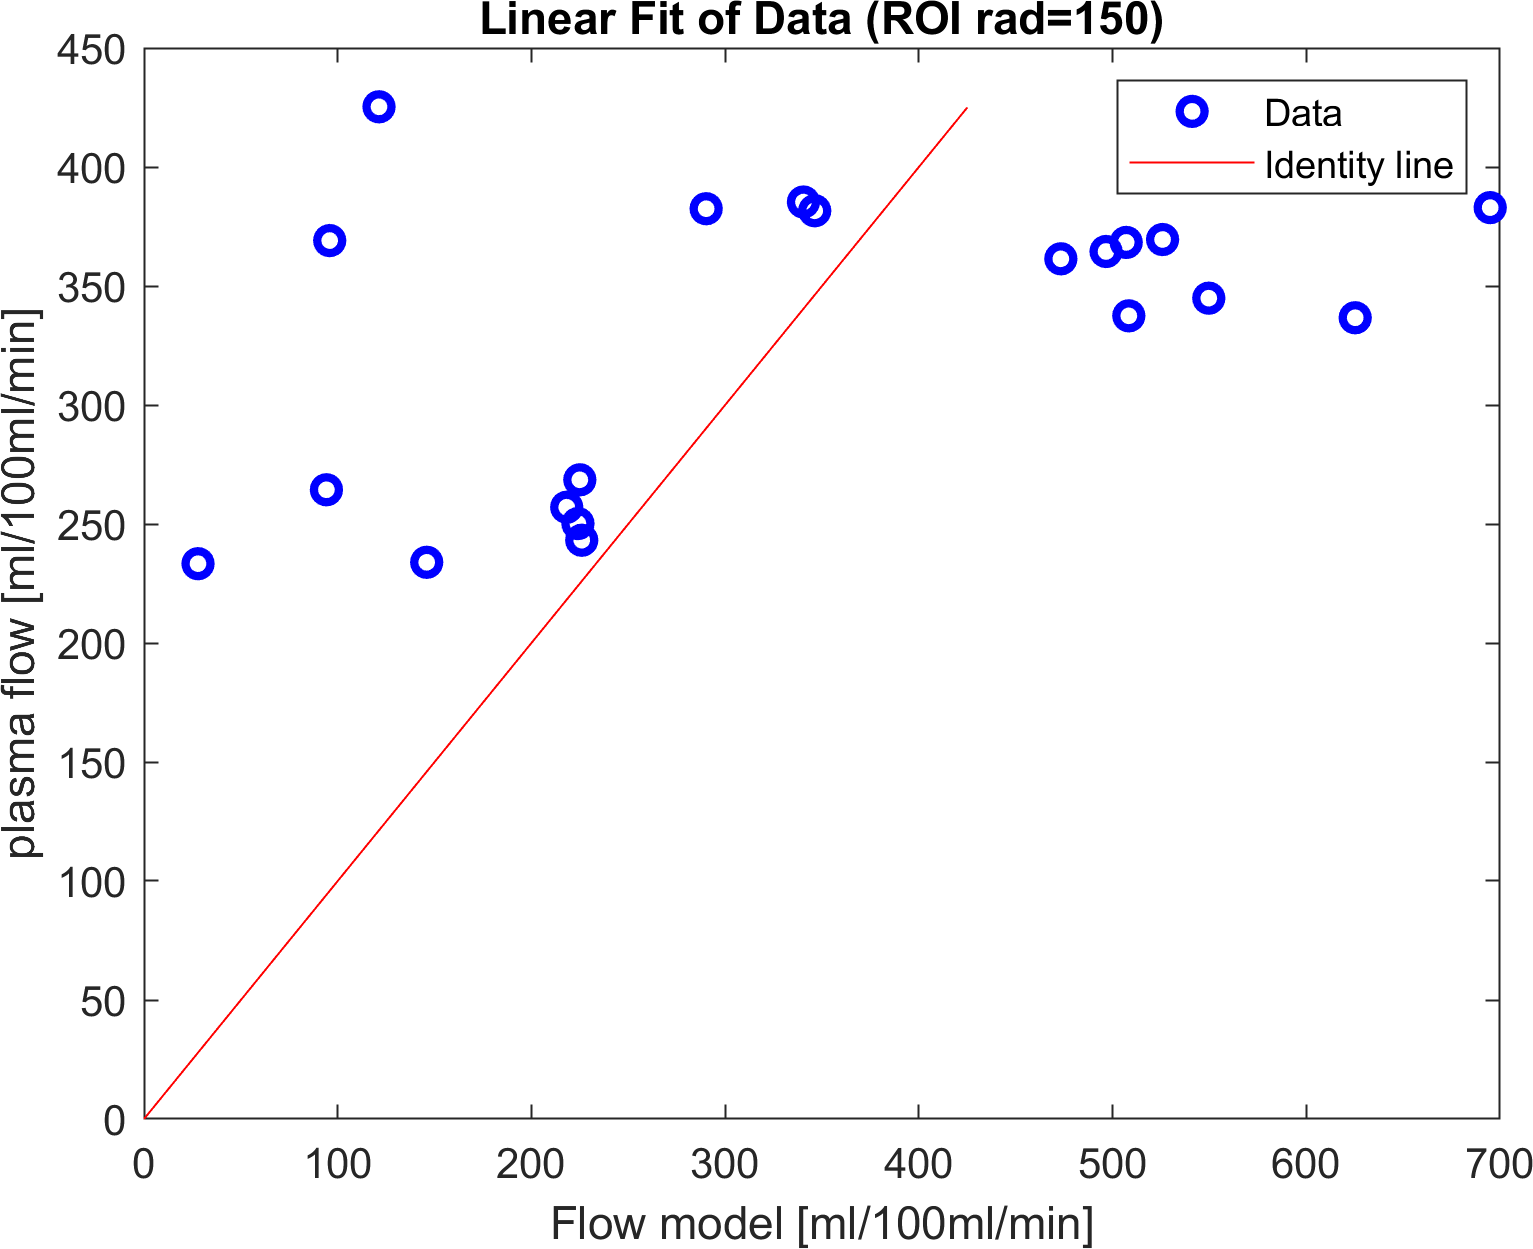 Linear Fit of Data (ROI rad=150)
450
400
350
300
250
200
150
100
50
0
plasma flow [ml/100ml/min]
Data
Identity line
0 100 200 300 400 500 600 700
Flow model [ml/100ml/min]